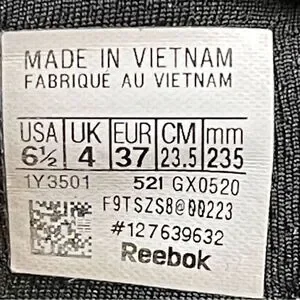 MADE IN VIETNAM
FABRIQUE AU VIETNAM
USA UK EUR CM mm
6½ 4 37 23.5 235
1Y3501 521 GX0520
F9TSZS8@00223
#127639632
Reebok